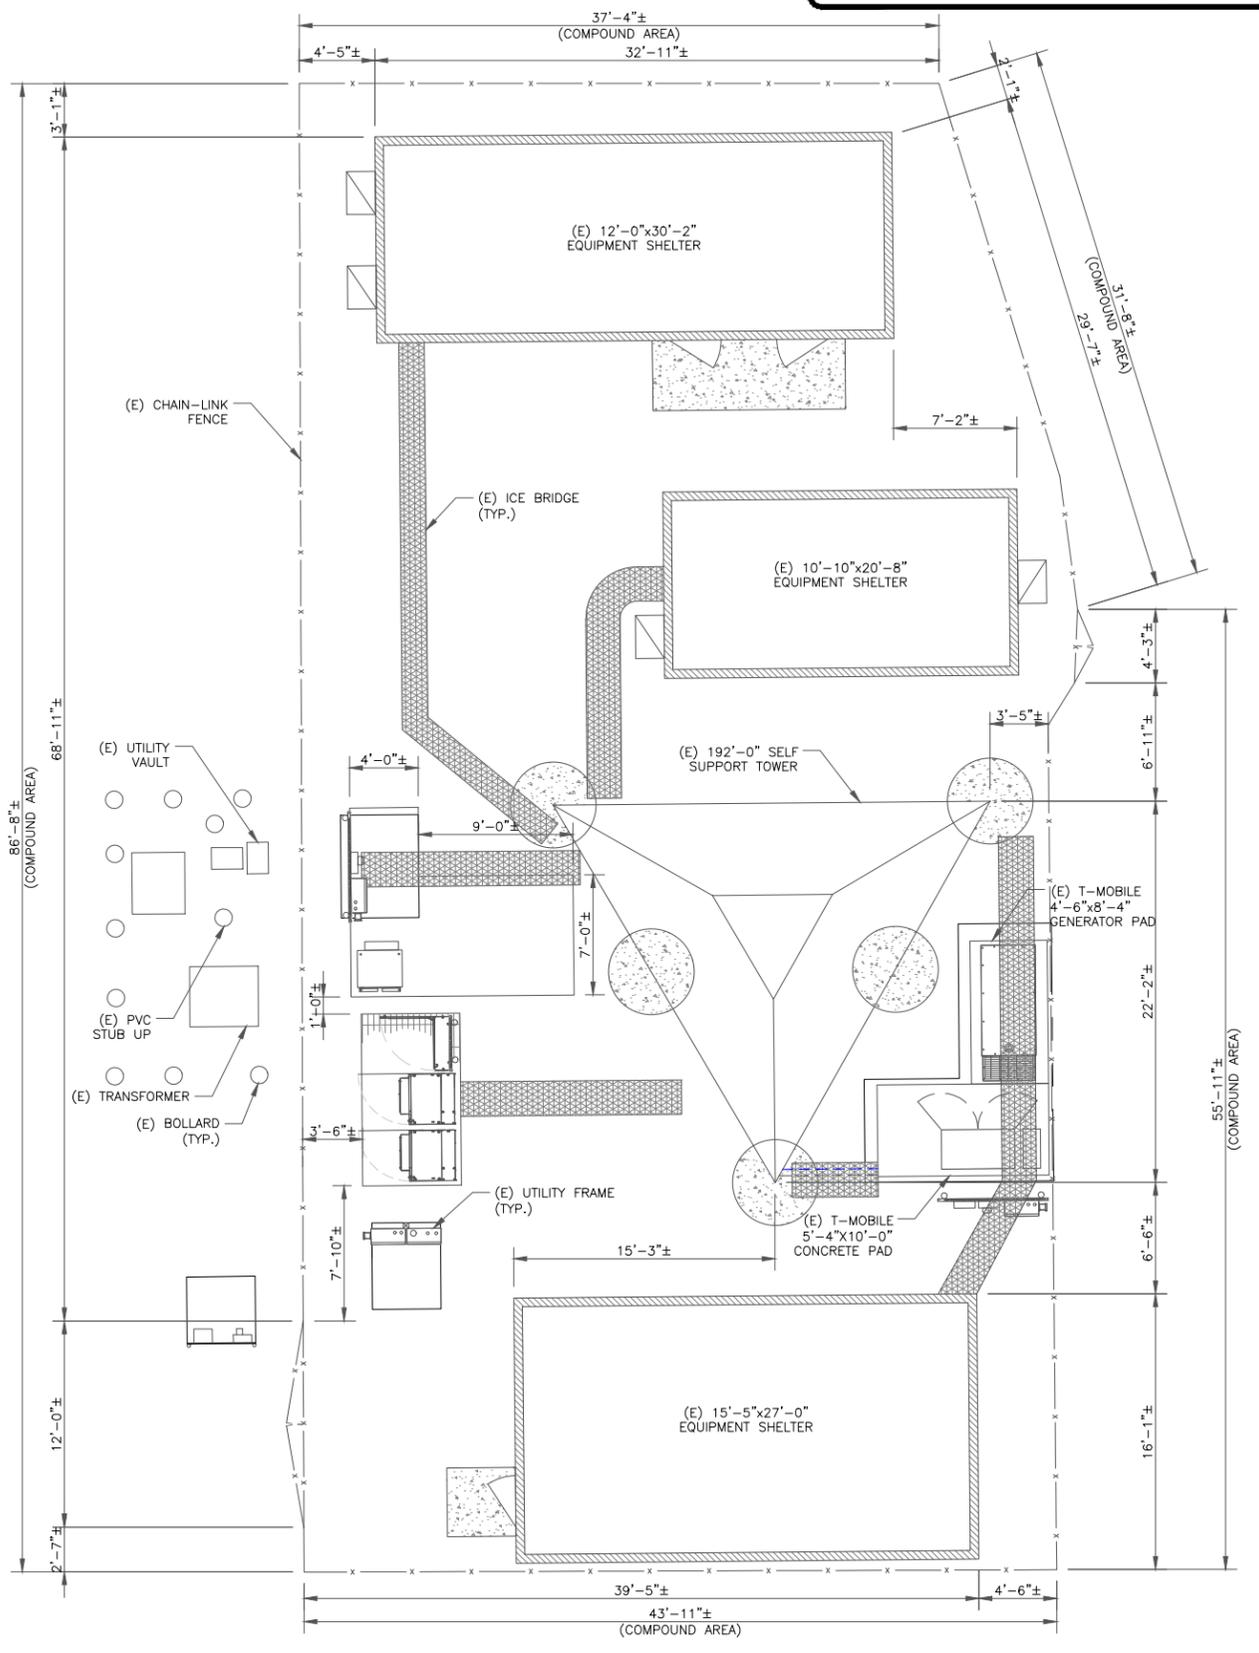 37'-4"±
(COMPOUND AREA)
4'-5"±
32'-11"±
2'-1"±
3'-1"±
(E) 12'-0"x30'-2"
EQUIPMENT SHELTER
31'-8"±
(COMPOUND AREA)
29'-7"±
(E) CHAIN-LINK
FENCE
7'-2"±
(E) ICE BRIDGE
(TYP.)
(E) 10'-10"x20'-8"
EQUIPMENT SHELTER
4'-3"±
68'-11"±
3'-5"±
6'-11"±
(E) UTILITY
VAULT
4'-0"±
(E) 192'-0" SELF
SUPPORT TOWER
86'-8"±
(COMPOUND AREA)
9'-0"±
(E) T-MOBILE
4'-6"x8'-4"
GENERATOR PAD
7'-0"±
22'-2"±
1'-0"±
(E) PVC
STUB UP
(E) TRANSFORMER
(E) BOLLARD
(TYP.)
3'-6"±
55'-11"±
(COMPOUND AREA)
(E) UTILITY FRAME
(TYP.)
(E) T-MOBILE
5'-4"X10'-0"
CONCRETE PAD
7'-10"±
15'-3"±
6'-6"±
(E) 15'-5"x27'-0"
EQUIPMENT SHELTER
12'-0"±
16'-1"±
2'-7"±
39'-5"±
4'-6"±
43'-11"±
(COMPOUND AREA)